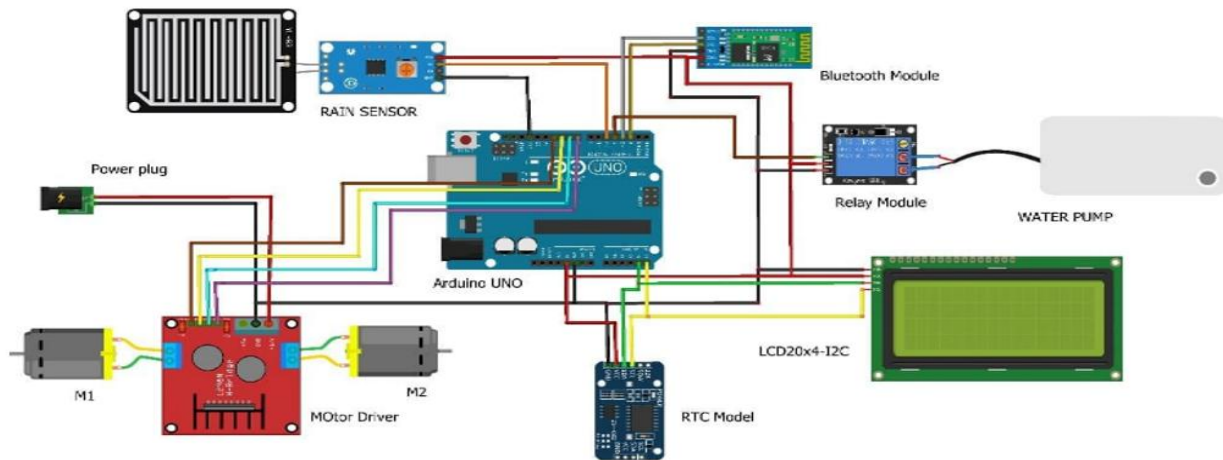 RAIN SENSOR
Bluetooth Module
Power plug
UNO
Relay Module
WATER PUMP
Arduino UNO
LCD20x4-I2C
M1
MOtor Driver
M2
RTC Model